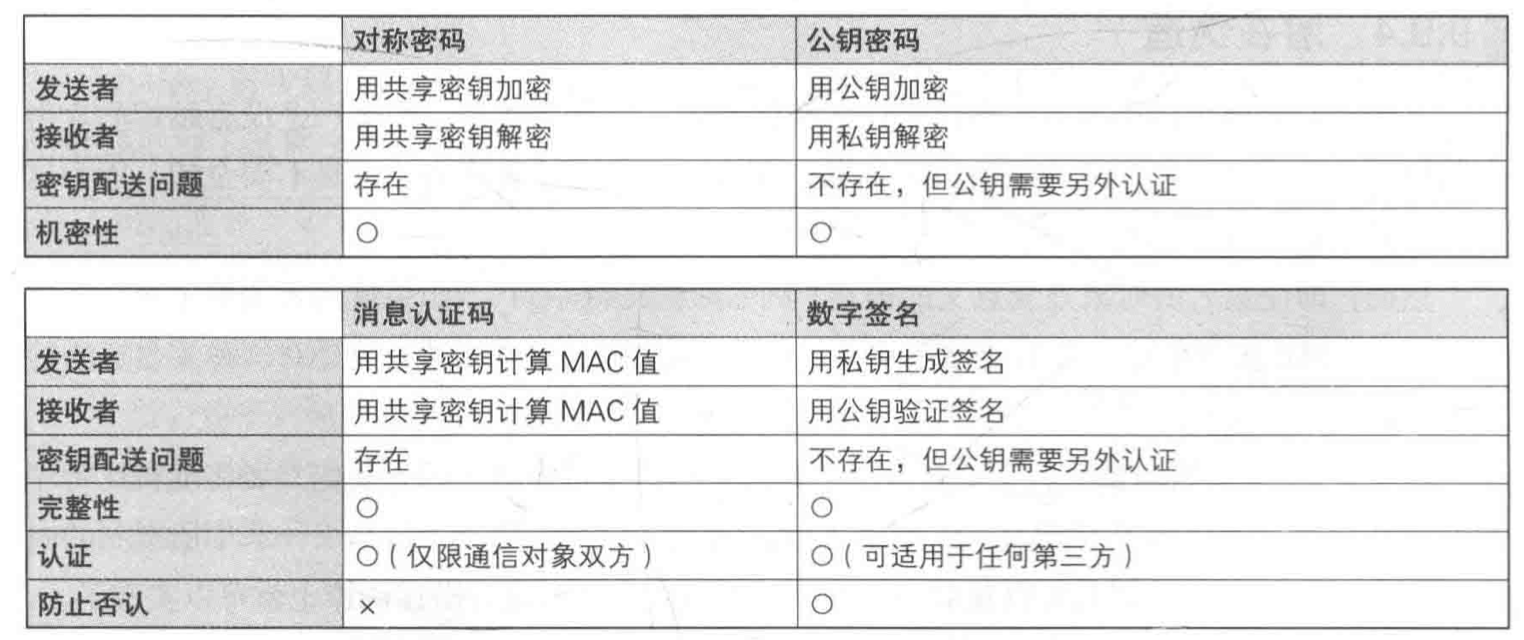 对称密码 公钥密码
发送者 用共享密钥加密 用公钥加密
接收者 用共享密钥解密 用私钥解密
密钥配送问题 存在 不存在，但公钥需要另外认证
机密性 ○ ○
消息认证码 数字签名
发送者 用共享密钥计算 MAC 值 用私钥生成签名
接收者 用共享密钥计算 MAC 值 用公钥验证签名
密钥配送问题 存在 不存在，但公钥需要另外认证
完整性 ○ ○
认证 ○（仅限通信对象双方） ○（可适用于任何第三方）
防止否认 × ○